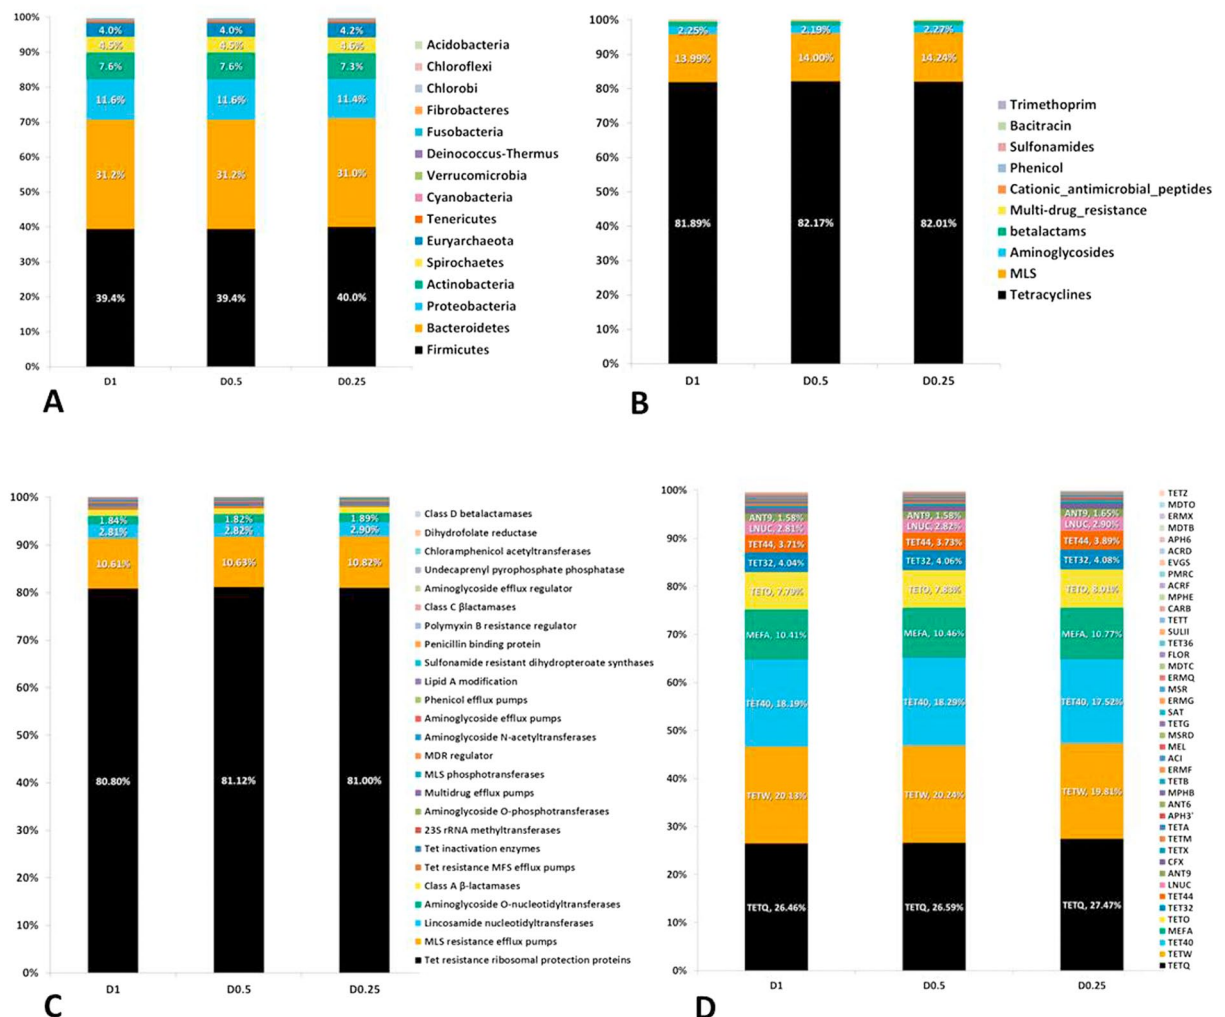 100%
90%
80%
70%
60%
50%
40%
30%
20%
10%
0%
4.0%
4.5%
7.6%
11.6%
31.2%
39.4%
4.0%
4.5%
7.6%
11.6%
31.2%
39.4%
4.2%
4.6%
7.3%
11.4%
31.0%
40.0%
D1
D0.5
D0.25
Acidobacteria
Chloroflexi
Chlorobi
Fibrobacteres
Fusobacteria
Deinococcus-Thermus
Verrucomicrobia
Cyanobacteria
Tenericutes
Euryarchaeota
Spirochaetes
Actinobacteria
Proteobacteria
Bacteroidetes
Firmicutes
A
100%
90%
80%
70%
60%
50%
40%
30%
20%
10%
0%
2.25%
13.99%
81.89%
2.19%
14.00%
82.17%
2.27%
14.24%
82.01%
D1
D0.5
D0.25
Trimethoprim
Bacitracin
Sulfonamides
Phenicol
Cationic_antimicrobial_peptides
Multi-drug_resistance
betalactams
Aminoglycosides
MLS
Tetracyclines
B
100%
90%
80%
70%
60%
50%
40%
30%
20%
10%
0%
1.84%
2.81%
10.61%
80.80%
1.82%
2.82%
10.63%
81.12%
1.89%
2.90%
10.82%
81.00%
D1
D0.5
D0.25
Class D betalactamases
Dihydrofolate reductase
Chloramphenicol acetyltransferases
Undecaprenyl pyrophosphate phosphatase
Aminoglycoside efflux regulator
Class C βlactamases
Polymyxin B resistance regulator
Penicillin binding protein
Sulfonamide resistant dihydropteroate synthases
Lipid A modification
Phenicol efflux pumps
Aminoglycoside efflux pumps
Aminoglycoside N-acetyltransferases
MDR regulator
MLS phosphotransferases
Multidrug efflux pumps
Aminoglycoside O-phosphotransferases
23S rRNA methyltransferases
Tet inactivation enzymes
Tet resistance MFS efflux pumps
Class A β-lactamases
Aminoglycoside O-nucleotidyltransferases
Lincosamide nucleotidyltransferases
MLS resistance efflux pumps
Tet resistance ribosomal protection proteins
C
100%
90%
80%
70%
60%
50%
40%
30%
20%
10%
0%
ANT9, 1.58%
LNUC, 2.81%
TET44, 3.71%
TET32, 4.04%
TETO, 7.79%
MEFA, 10.41%
TET40, 18.19%
TETW, 20.13%
TETQ, 26.46%
ANT9, 1.58%
LNUC, 2.82%
TET44, 3.73%
TET32, 4.06%
TETO, 7.83%
MEFA, 10.46%
TET40, 18.29%
TETW, 20.24%
TETQ, 26.59%
ANT9, 1.65%
LNUC, 2.90%
TET44, 3.89%
TET32, 4.08%
TETO, 8.01%
MEFA, 10.77%
TET40, 17.52%
TETW, 19.81%
TETQ, 27.47%
D1
D0.5
D0.25
TETZ
MDTO
ERMX
MDTB
APH6
ACRD
EVGS
PMRC
ACRF
MPHE
CARB
TETT
SULII
TET36
FLOR
MDTC
ERMQ
MSR
ERMG
SAT
TETG
MSRD
MEL
ACI
ERMF
TETB
MPHB
ANT6
APH3'
TETA
TETM
TETX
CFX
ANT9
LNUC
TET44
TET32
TETO
MEFA
TET40
TETW
TETQ
D